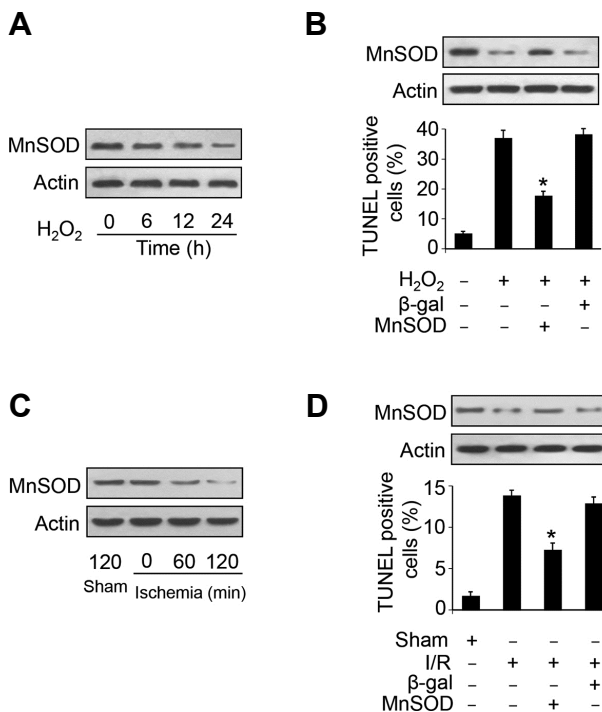 A
MnSOD
Actin
H₂O₂ 0 6 12 24
Time (h)
B
MnSOD
Actin
TUNEL positive
cells (%)
40
30
20
10
0
*
H₂O₂ – + + +
β-gal – – – +
MnSOD – – + –
C
MnSOD
Actin
120 0 60 120
Sham Ischemia (min)
D
MnSOD
Actin
TUNEL positive
cells (%)
15
10
5
0
*
Sham + – – –
I/R – + + +
β-gal – – – +
MnSOD – – + –